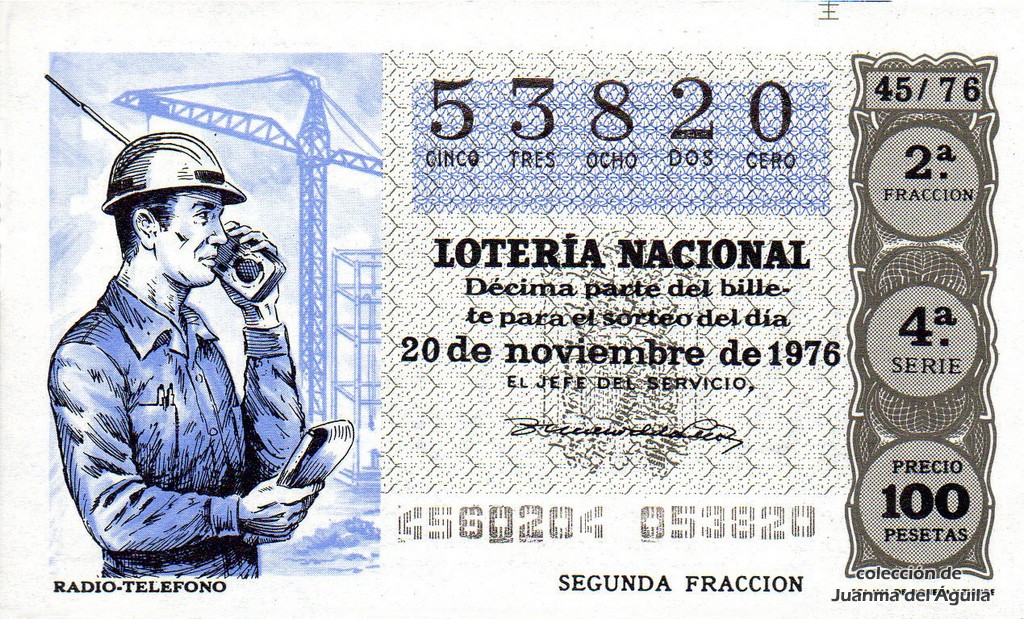 53820
CINCO TRES OCHO DOS CERO
LOTERÍA NACIONAL
Décima parte del bille-
te para el sorteo del día
20 de noviembre de 1976
EL JEFE DEL SERVICIO,
4560204 053820
SEGUNDA FRACCION
RADIO-TELEFONO
45/76
2ª.
FRACCION
4ª.
SERIE
PRECIO
100
PESETAS
colección de
Juanma del Águila